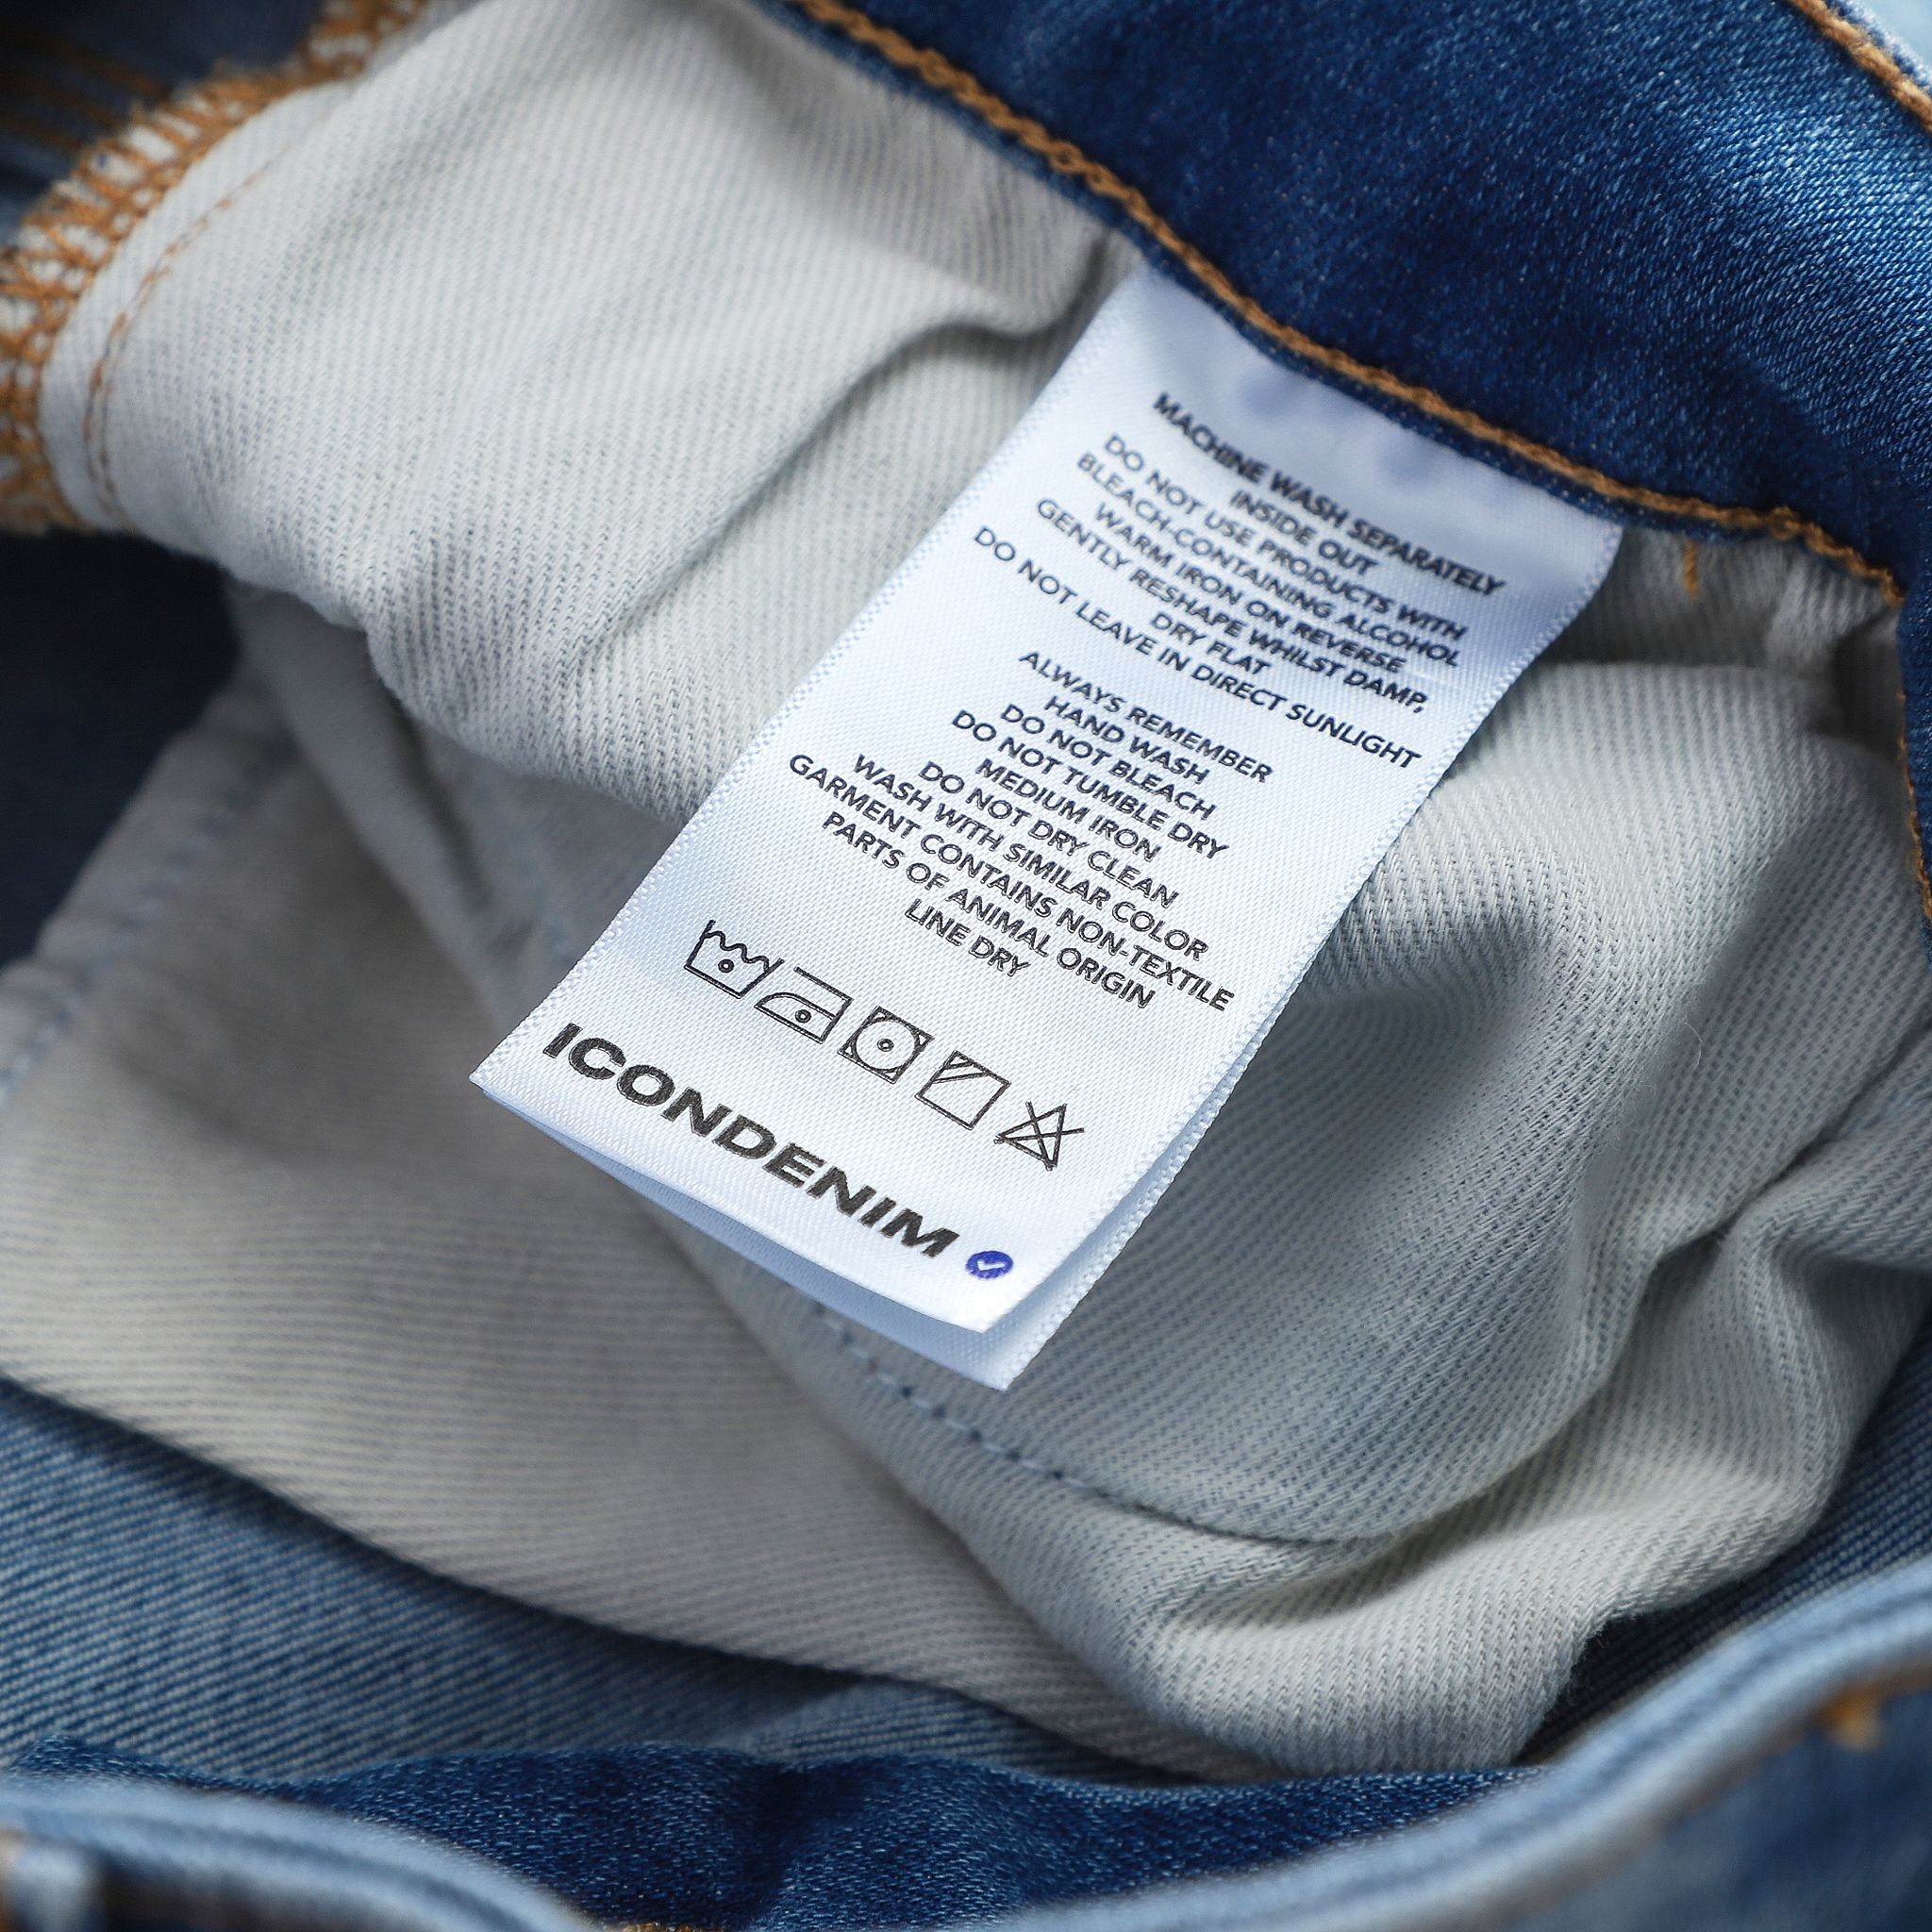 MACHINE WASH SEPARATELY
INSIDE OUT
DO NOT USE PRODUCTS WITH
BLEACH-CONTAINING ALCOHOL
WARM IRON ON REVERSE
GENTLY RESHAPE WHILST DAMP,
DRY FLAT
DO NOT LEAVE IN DIRECT SUNLIGHT
ALWAYS REMEMBER
HAND WASH
DO NOT BLEACH
DO NOT TUMBLE DRY
MEDIUM IRON
DO NOT DRY CLEAN
WASH WITH SIMILAR COLOR
GARMENT CONTAINS NON-TEXTILE
PARTS OF ANIMAL ORIGIN
LINE DRY
ICONDENIM